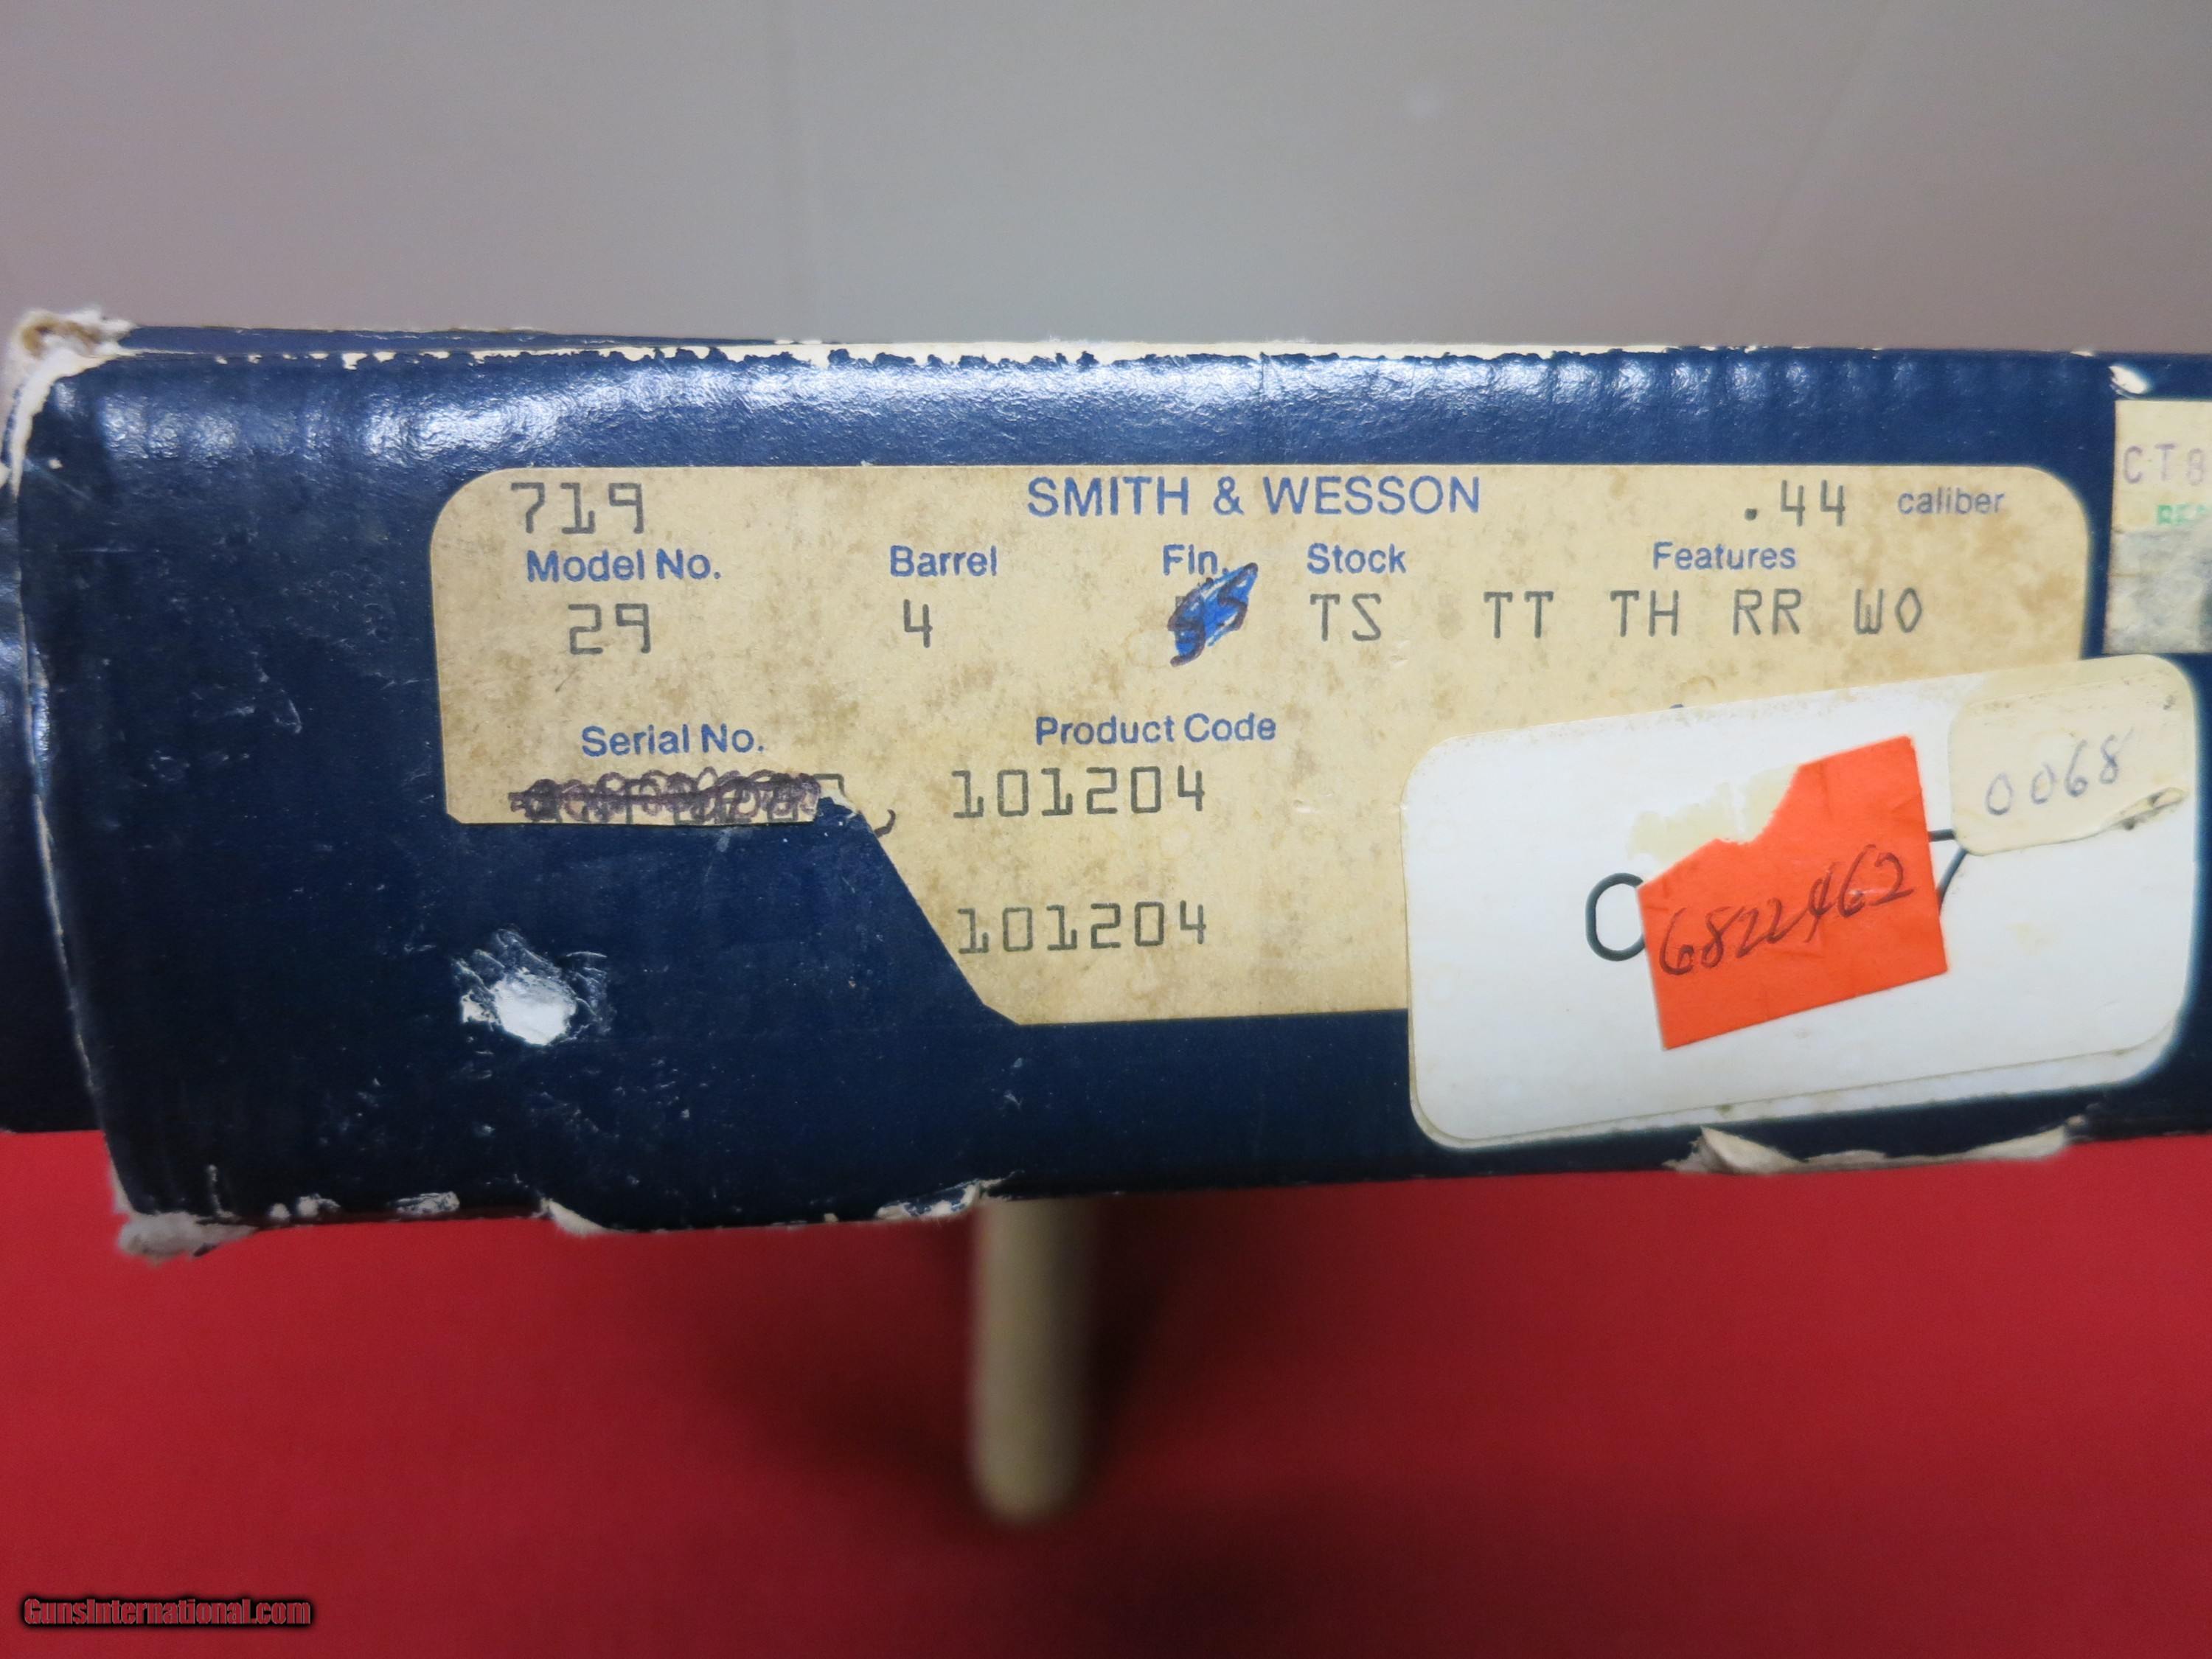 719 SMITH & WESSON .44 caliber
Model No. Barrel Fin. Stock Features
29 4 TS TT TH RR WO
Serial No. Product Code
101204
101204
CT8
0068
6822462
GunsInternational.com